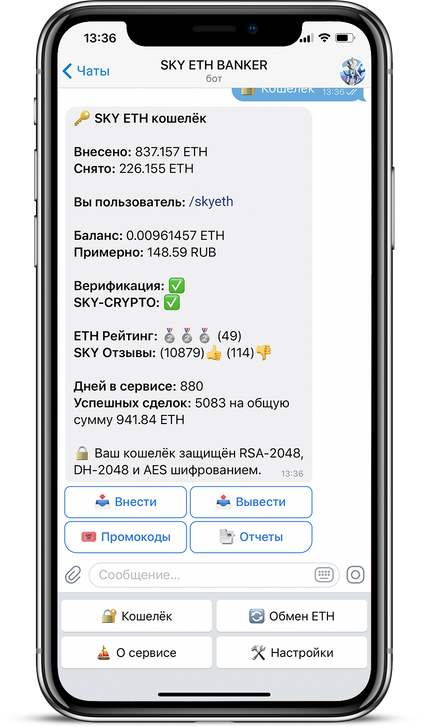 13:36
Чаты
SKY ETH BANKER
бот
Кошелёк 13:36
SKY ETH кошелёк
Внесено: 837.157 ETH
Снято: 226.155 ETH
Вы пользователь: /skyeth
Баланс: 0.00961457 ETH
Примерно: 148.59 RUB
Верификация: ✅
SKY-CRYPTO: ✅
ETH Рейтинг: 🥈🥈🥈 (49)
SKY Отзывы: (10879)👍 (114)👎
Дней в сервисе: 880
Успешных сделок: 5083 на общую
сумму 941.84 ETH
🔒 Ваш кошелёк защищён RSA-2048,
DH-2048 и AES шифрованием. 13:36
Внести Вывести
Промокоды Отчеты
Сообщение...
Кошелёк Обмен ETH
О сервисе Настройки